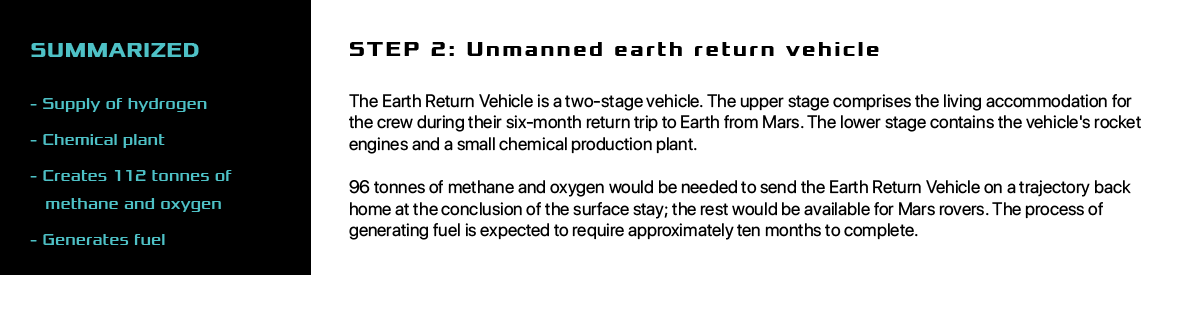 SUMMARIZED
- Supply of hydrogen
- Chemical plant
- Creates 112 tonnes of
methane and oxygen
- Generates fuel
STEP 2: Unmanned earth return vehicle
The Earth Return Vehicle is a two-stage vehicle. The upper stage comprises the living accommodation for
the crew during their six-month return trip to Earth from Mars. The lower stage contains the vehicle's rocket
engines and a small chemical production plant.
96 tonnes of methane and oxygen would be needed to send the Earth Return Vehicle on a trajectory back
home at the conclusion of the surface stay; the rest would be available for Mars rovers. The process of
generating fuel is expected to require approximately ten months to complete.